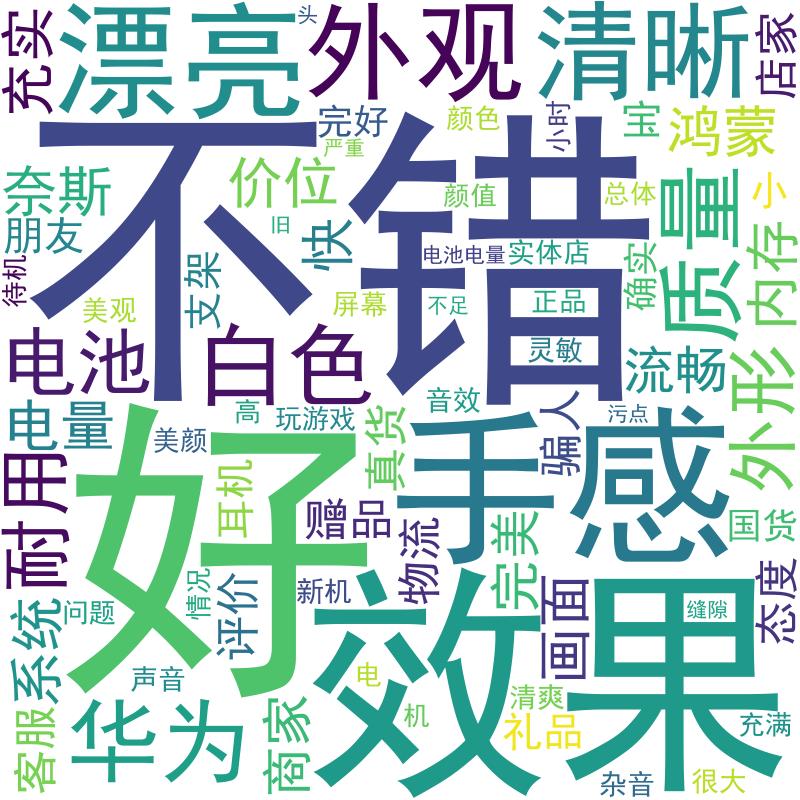 头
充实
漂亮
外观
清晰
店家
不错
完好
严重
颜色
小时
宝
鸿蒙
奈斯
价位
颜值
总体
质量
小
朋友
旧
快
电池电量
实体店
确实
内存
待机
美观
支架
屏幕
不足
正品
电池
白色
灵敏
流畅
外形
电量
美颜
高
玩游戏
音效
骗人
污点
好
真货
手感
耐用
耳机
赠品
物流
完美
国货
系统
问题
情况
评价
新机
效果
画面
缝隙
态度
声音
电
清爽
客服
华为
商家
机
礼品
充满
杂音
很大